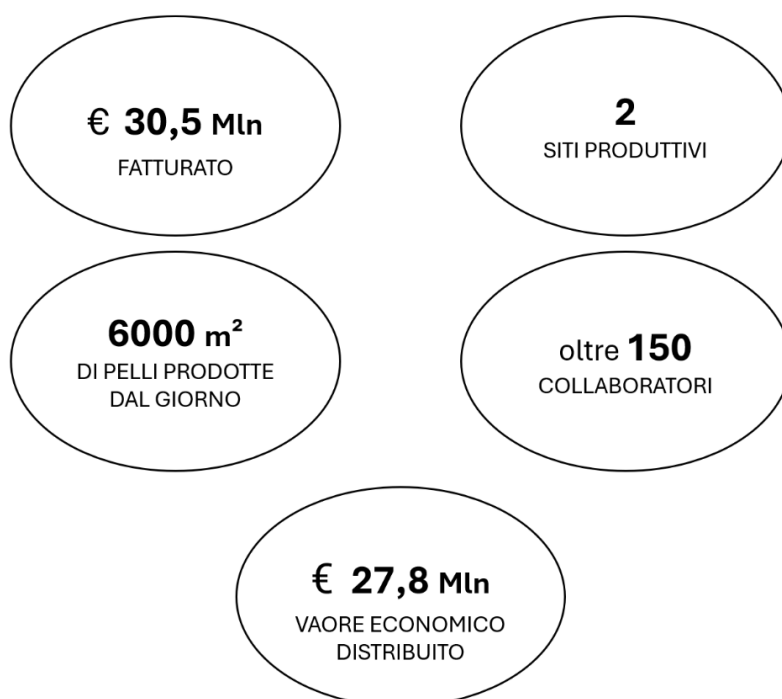 € 30,5 Mln
FATTURATO
2
SITI PRODUTTIVI
6000 m²
DI PELLI PRODOTTE
DAL GIORNO
oltre 150
COLLABORATORI
€ 27,8 Mln
VAORE ECONOMICO
DISTRIBUITO